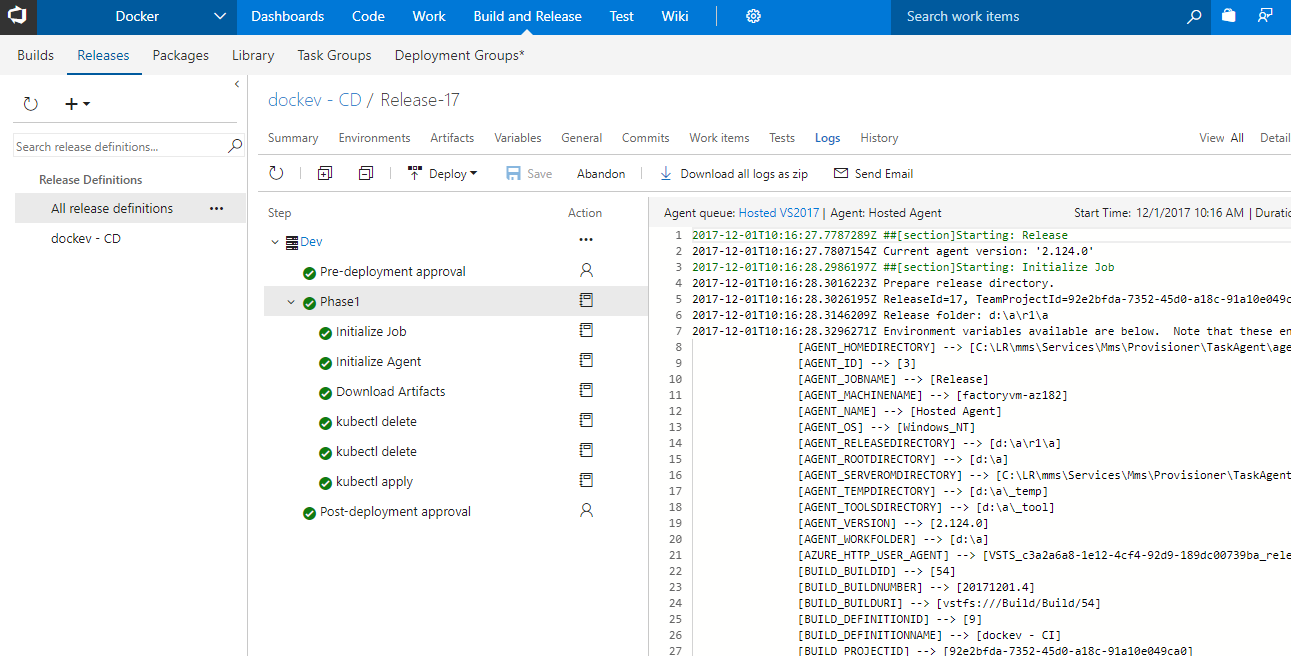 Docker Dashboards Code Work Build and Release Test Wiki Search work items
Builds Releases Packages Library Task Groups Deployment Groups*
dockev - CD / Release-17
Summary Environments Artifacts Variables General Commits Work items Tests Logs History View All Detail
Deploy Save Abandon Download all logs as zip Send Email
Search release definitions...
Release Definitions
All release definitions ...
dockev - CD
Step Action
Dev ...
Pre-deployment approval
Phase1
Initialize Job
Initialize Agent
Download Artifacts
kubectl delete
kubectl delete
kubectl apply
Post-deployment approval
Agent queue: Hosted VS2017 | Agent: Hosted Agent Start Time: 12/1/2017 10:16 AM | Duratio
1 2017-12-01T10:16:27.7787289Z ##[section]Starting: Release
2 2017-12-01T10:16:27.7807154Z Current agent version: '2.124.0'
3 2017-12-01T10:16:28.2986197Z ##[section]Starting: Initialize Job
4 2017-12-01T10:16:28.3016223Z Prepare release directory.
5 2017-12-01T10:16:28.3026195Z ReleaseId=17, TeamProjectId=92e2bfda-7352-45d0-a18c-91a10e049c
6 2017-12-01T10:16:28.3146209Z Release folder: d:\a\r1\a
7 2017-12-01T10:16:28.3296271Z Environment variables available are below.  Note that these en
8 [AGENT_HOMEDIRECTORY] --> [C:\LR\mms\Services\Mms\Provisioner\TaskAgent\age
9 [AGENT_ID] --> [3]
10 [AGENT_JOBNAME] --> [Release]
11 [AGENT_MACHINENAME] --> [factoryvm-az182]
12 [AGENT_NAME] --> [Hosted Agent]
13 [AGENT_OS] --> [Windows_NT]
14 [AGENT_RELEASEDIRECTORY] --> [d:\a\r1\a]
15 [AGENT_ROOTDIRECTORY] --> [d:\a]
16 [AGENT_SERVEROMDIRECTORY] --> [C:\LR\mms\Services\Mms\Provisioner\TaskAgent
17 [AGENT_TEMPDIRECTORY] --> [d:\a\_temp]
18 [AGENT_TOOLSDIRECTORY] --> [d:\a\_tool]
19 [AGENT_VERSION] --> [2.124.0]
20 [AGENT_WORKFOLDER] --> [d:\a]
21 [AZURE_HTTP_USER_AGENT] --> [VSTS_c3a2a6a8-1e12-4cf4-92d9-189dc00739ba_rele
22 [BUILD_BUILDID] --> [54]
23 [BUILD_BUILDNUMBER] --> [20171201.4]
24 [BUILD_BUILDURI] --> [vstfs:///Build/Build/54]
25 [BUILD_DEFINITIONID] --> [9]
26 [BUILD_DEFINITIONNAME] --> [dockev - CI]
27 [BUILD_PROJECTID] --> [92e2bfda-7352-45d0-a18c-91a10e049ca0]